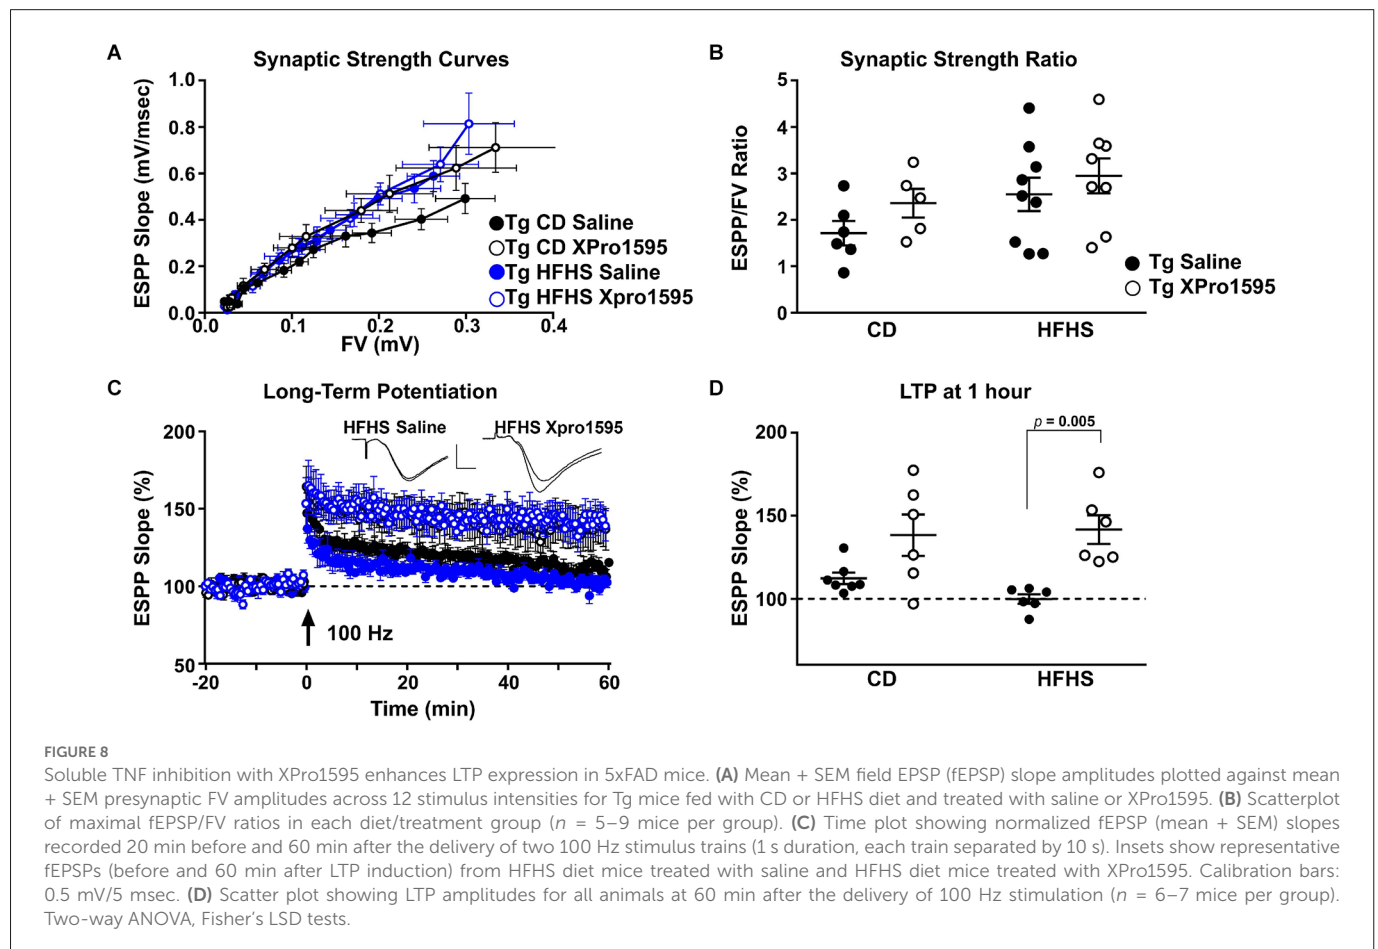 A
Synaptic Strength Curves
ESPP Slope (mV/msec)
1.0
0.8
0.6
0.4
0.2
0.0
0.0 0.1 0.2 0.3 0.4
FV (mV)
Tg CD Saline
Tg CD XPro1595
Tg HFHS Saline
Tg HFHS Xpro1595
B
Synaptic Strength Ratio
ESPP/FV Ratio
5
4
3
2
1
0
CD HFHS
Tg Saline
Tg XPro1595
C
Long-Term Potentiation
ESPP Slope (%)
200
150
100
50
HFHS Saline HFHS Xpro1595
100 Hz
-20 0 20 40 60
Time (min)
D
LTP at 1 hour
ESPP Slope (%)
200
150
100
p = 0.005
CD HFHS
FIGURE 8
Soluble TNF inhibition with XPro1595 enhances LTP expression in 5xFAD mice. (A) Mean + SEM field EPSP (fEPSP) slope amplitudes plotted against mean
+ SEM presynaptic FV amplitudes across 12 stimulus intensities for Tg mice fed with CD or HFHS diet and treated with saline or XPro1595. (B) Scatterplot
of maximal fEPSP/FV ratios in each diet/treatment group (n = 5–9 mice per group). (C) Time plot showing normalized fEPSP (mean + SEM) slopes
recorded 20 min before and 60 min after the delivery of two 100 Hz stimulus trains (1 s duration, each train separated by 10 s). Insets show representative
fEPSPs (before and 60 min after LTP induction) from HFHS diet mice treated with saline and HFHS diet mice treated with XPro1595. Calibration bars:
0.5 mV/5 msec. (D) Scatter plot showing LTP amplitudes for all animals at 60 min after the delivery of 100 Hz stimulation (n = 6–7 mice per group).
Two-way ANOVA, Fisher's LSD tests.